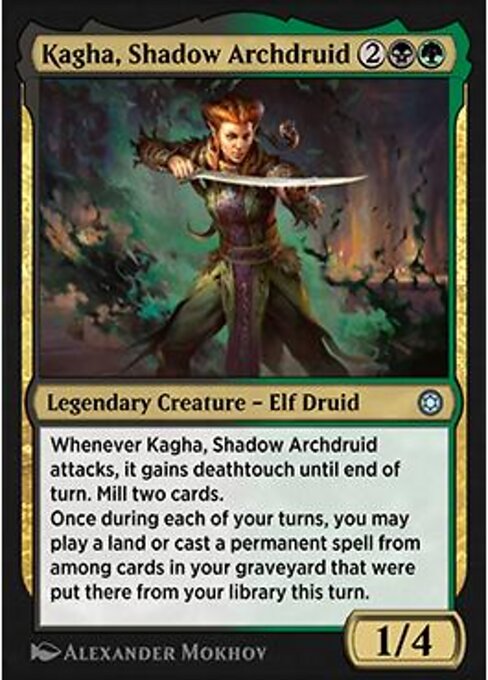 Kagha, Shadow Archdruid 2
Legendary Creature – Elf Druid
Whenever Kagha, Shadow Archdruid
attacks, it gains deathtouch until end of
turn. Mill two cards.
Once during each of your turns, you may
play a land or cast a permanent spell from
among cards in your graveyard that were
put there from your library this turn.
1/4
Alexander Mokhov